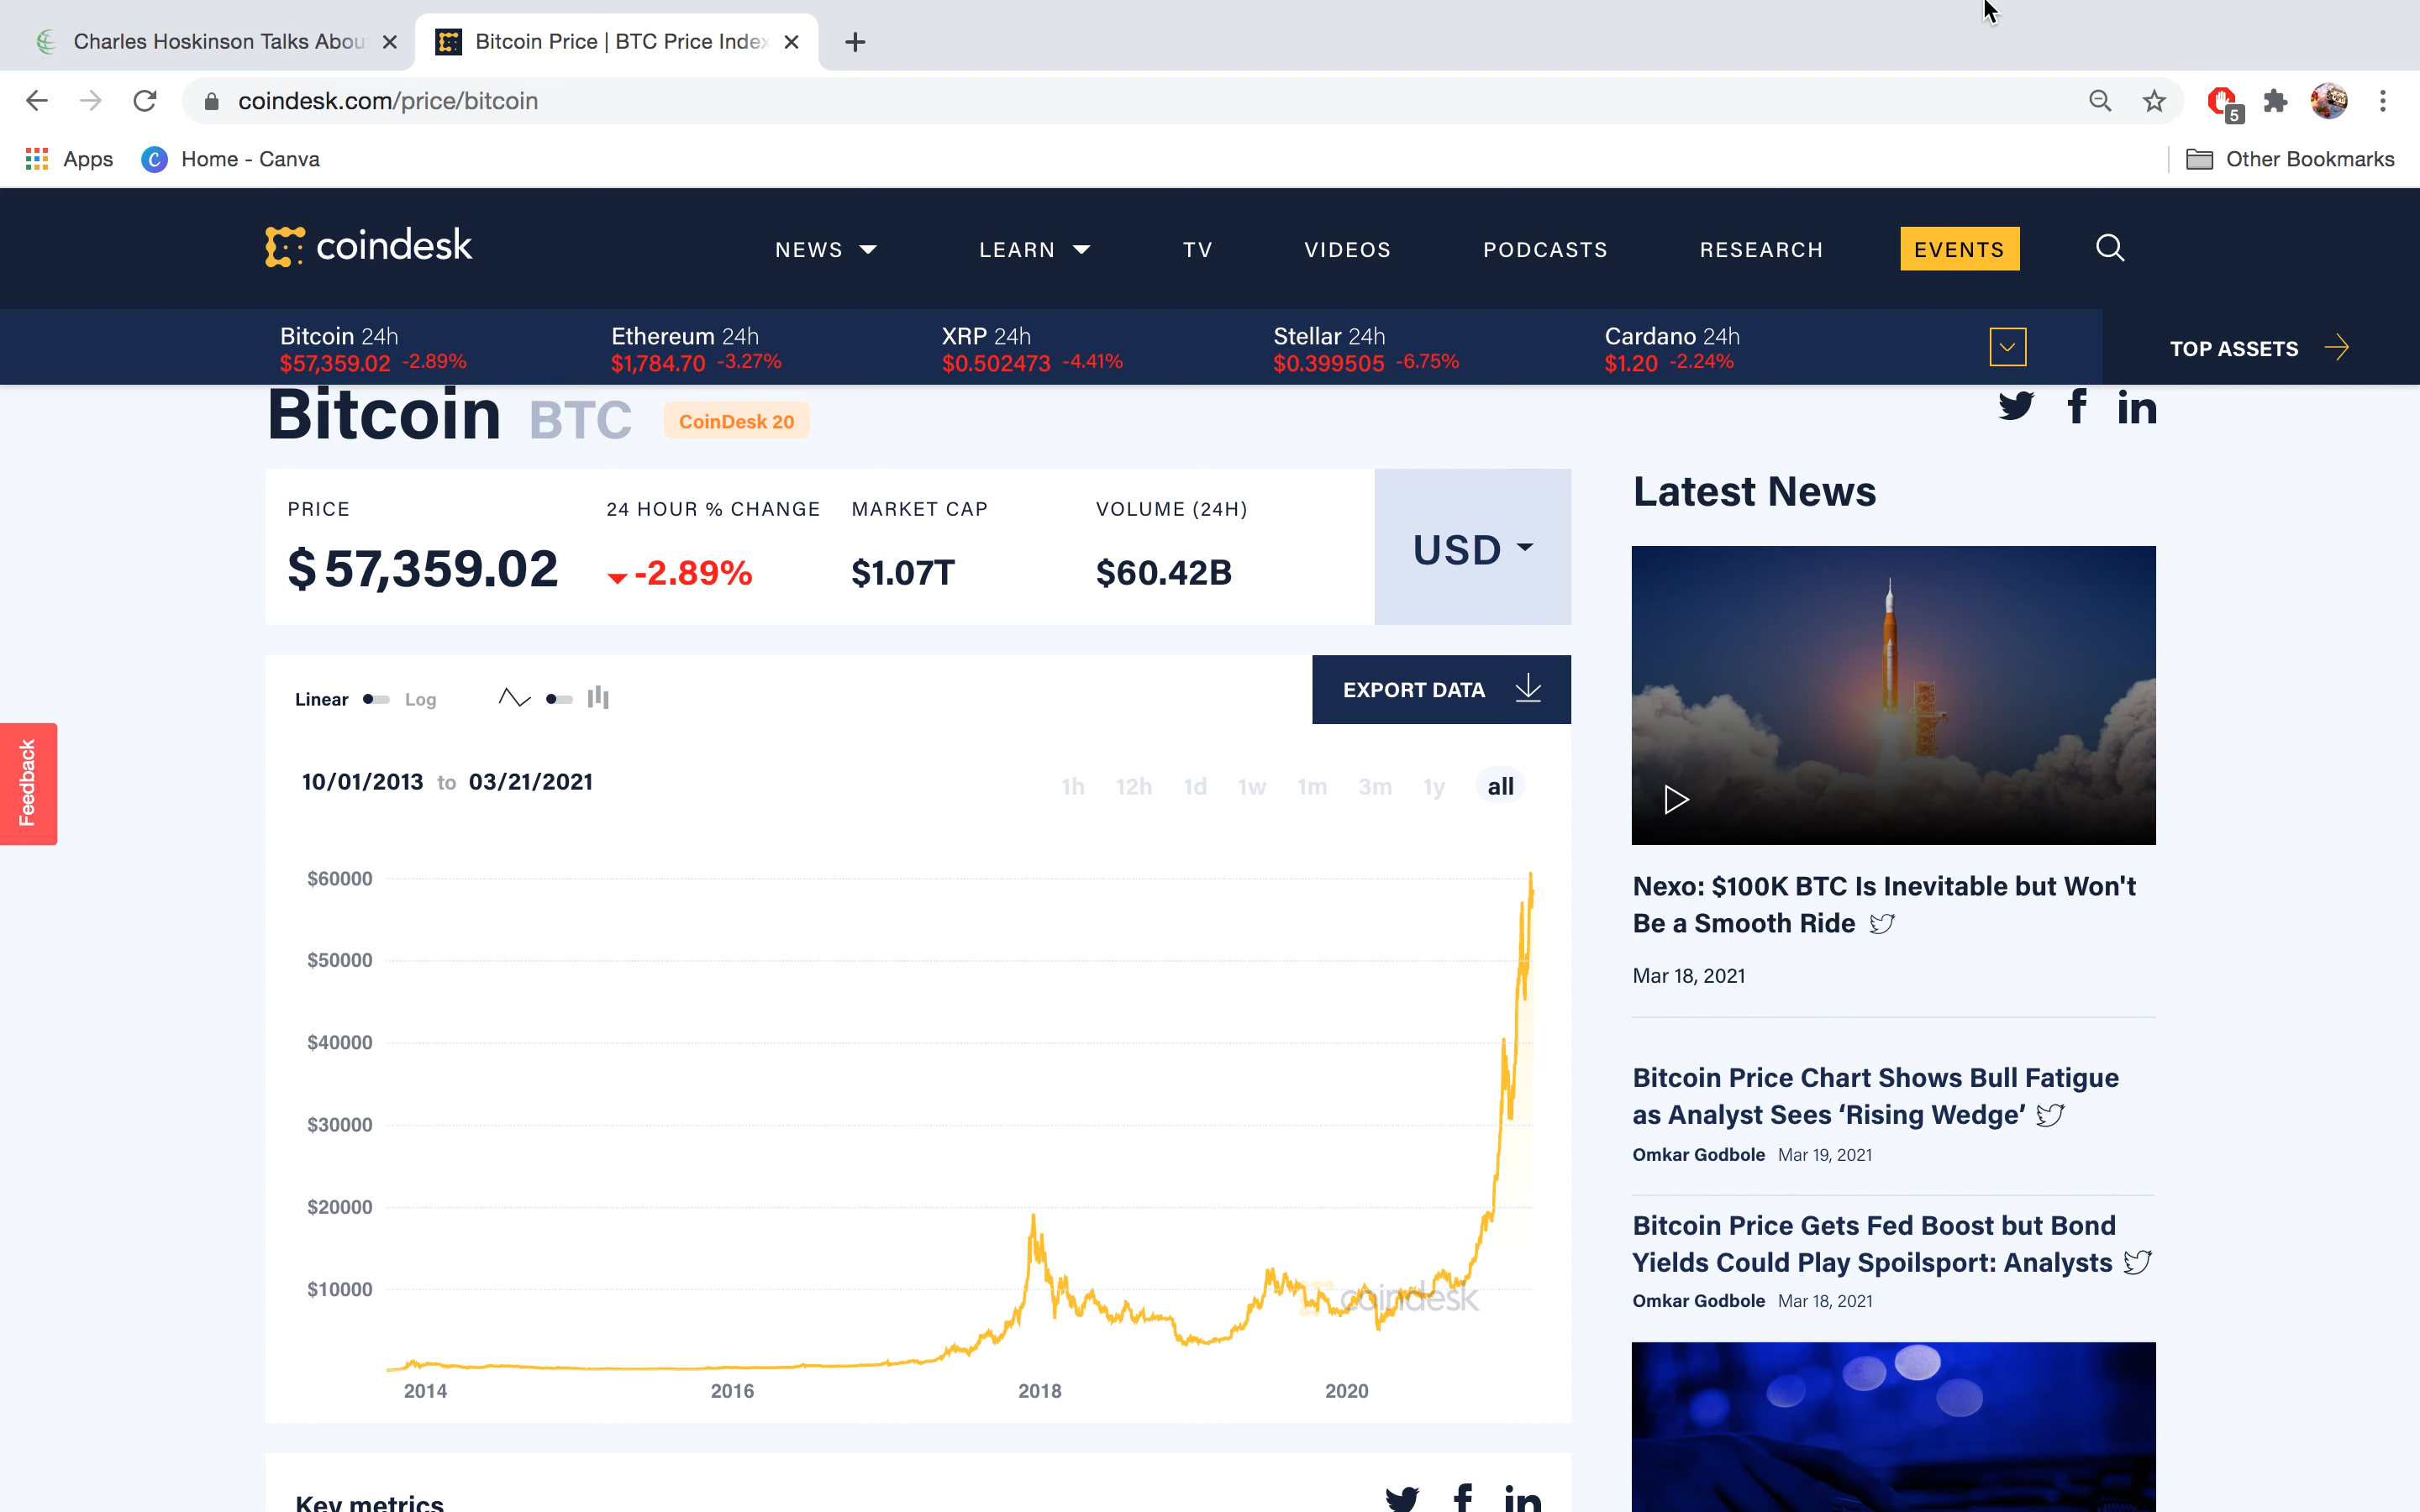 Charles Hoskinson Talks Abou
Bitcoin Price | BTC Price Index
coindesk.com/price/bitcoin
5
Apps
Home - Canva
Other Bookmarks
coindesk
NEWS
LEARN
TV
VIDEOS
PODCASTS
RESEARCH
EVENTS
Bitcoin 24h
$57,359.02 -2.89%
Ethereum 24h
$1,784.70 -3.27%
XRP 24h
$0.502473 -4.41%
Stellar 24h
$0.399505 -6.75%
Cardano 24h
$1.20 -2.24%
TOP ASSETS
Bitcoin BTC CoinDesk 20
PRICE
$57,359.02
24 HOUR % CHANGE
-2.89%
MARKET CAP
$1.07T
VOLUME (24H)
$60.42B
USD
Linear Log
EXPORT DATA
Feedback
10/01/2013 to 03/21/2021
1h 12h 1d 1w 1m 3m 1y all
$60000
$50000
$40000
$30000
$20000
$10000
coindesk
2014 2016 2018 2020
Key metrics
Latest News
Nexo: $100K BTC Is Inevitable but Won't
Be a Smooth Ride
Mar 18, 2021
Bitcoin Price Chart Shows Bull Fatigue
as Analyst Sees ‘Rising Wedge’
Omkar Godbole Mar 19, 2021
Bitcoin Price Gets Fed Boost but Bond
Yields Could Play Spoilsport: Analysts
Omkar Godbole Mar 18, 2021